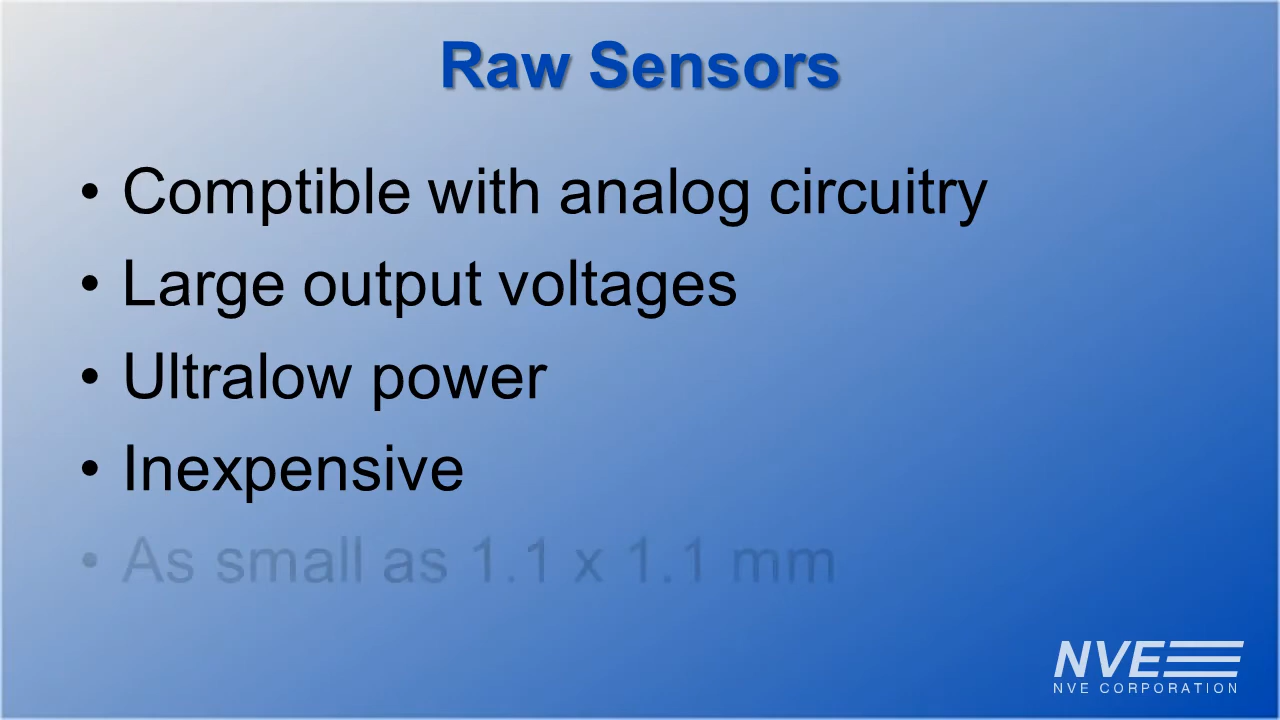 Raw Sensors
• Comptible with analog circuitry
• Large output voltages
• Ultralow power
• Inexpensive
• As small as 1.1 x 1.1 mm
NVE
NVE CORPORATION